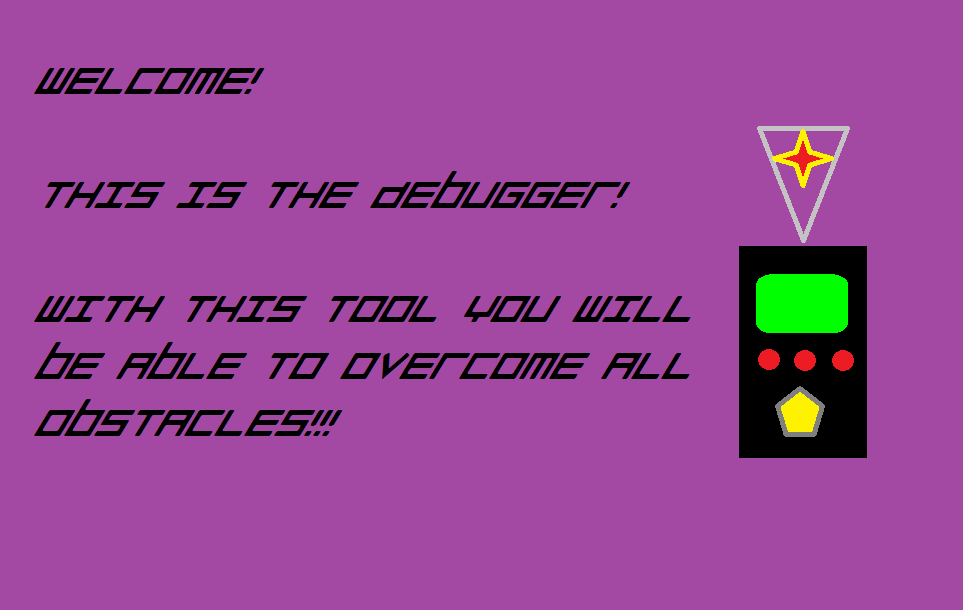 WELCOME!
THIS IS THE DEBUGGER!
WITH THIS TOOL YOU WILL
BE ABLE TO OVERCOME ALL
OBSTACLES!!!